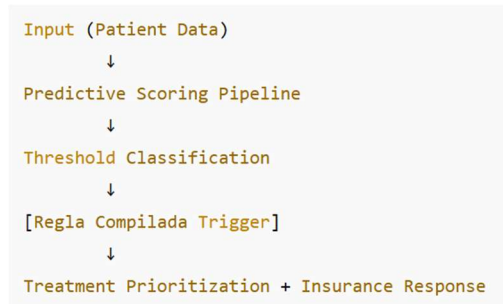 Input (Patient Data)
↓
Predictive Scoring Pipeline
↓
Threshold Classification
↓
[Regla Compilada Trigger]
↓
Treatment Prioritization + Insurance Response